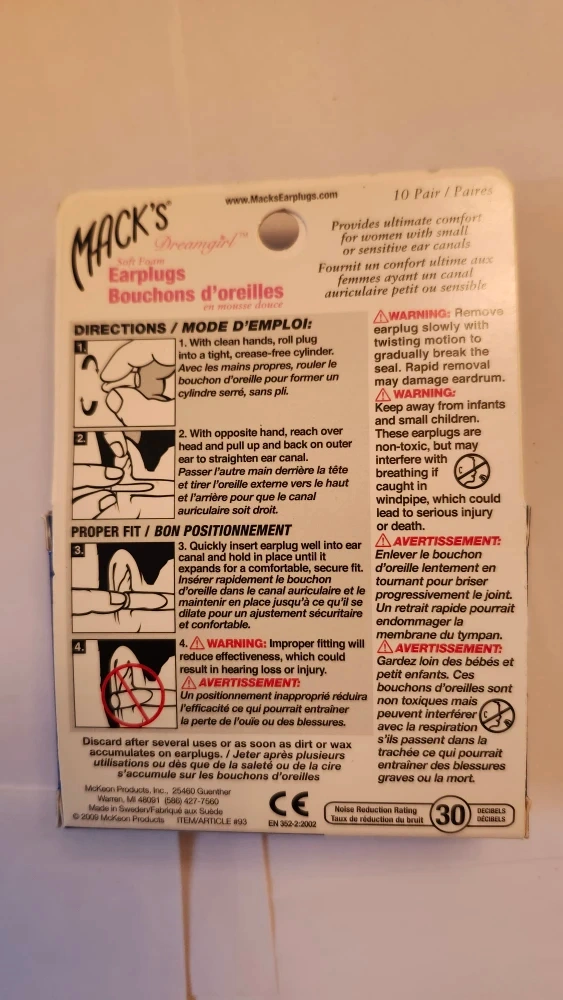 www.MacksEarplugs.com
10 Pair / Paires
MACK'S®
Dreamgirl™
Soft Foam
Earplugs
Bouchons d'oreilles
en mousse douce
Provides ultimate comfort
for women with small
or sensitive ear canals
Fournit un confort ultime aux
femmes ayant un canal
auriculaire petit ou sensible
DIRECTIONS / MODE D'EMPLOI:
1.
1. With clean hands, roll plug
into a tight, crease-free cylinder.
Avec les mains propres, rouler le
bouchon d'oreille pour former un
cylindre serré, sans pli.
2.
2. With opposite hand, reach over
head and pull up and back on outer
ear to straighten ear canal.
Passer l'autre main derrière la tête
et tirer l'oreille externe vers le haut
et l'arrière pour que le canal
auriculaire soit droit.
PROPER FIT / BON POSITIONNEMENT
3.
3. Quickly insert earplug well into ear
canal and hold in place until it
expands for a comfortable, secure fit.
Insérer rapidement le bouchon
d'oreille dans le canal auriculaire et le
maintenir en place jusqu'à ce qu'il se
dilate pour un ajustement sécuritaire
et confortable.
4.
4. WARNING: Improper fitting will
reduce effectiveness, which could
result in hearing loss or injury.
AVERTISSEMENT:
Un positionnement inapproprié réduira
l'efficacité ce qui pourrait entraîner
la perte de l'ouïe ou des blessures.
WARNING: Remove
earplug slowly with
twisting motion to
gradually break the
seal. Rapid removal
may damage eardrum.
WARNING:
Keep away from infants
and small children.
These earplugs are
non-toxic, but may
interfere with
breathing if
caught in
windpipe, which could
lead to serious injury
or death.
AVERTISSEMENT:
Enlever le bouchon
d'oreille lentement en
tournant pour briser
progressivement le joint.
Un retrait rapide pourrait
endommager la
membrane du tympan.
AVERTISSEMENT:
Gardez loin des bébés et
petit enfants. Ces
bouchons d'oreilles sont
non toxiques mais
peuvent interférer
avec la respiration
s'ils passent dans la
trachée ce qui pourrait
entraîner des blessures
graves ou la mort.
Discard after several uses or as soon as dirt or wax
accumulates on earplugs. / Jeter après plusieurs
utilisations ou dès que de la saleté ou de la cire
s'accumule sur les bouchons d'oreilles
McKeon Products, Inc., 25460 Guenther
Warren, MI 48091 (586) 427-7560
Made in Sweden/Fabriqué aux Suède
© 2009 McKeon Products ITEM/ARTICLE #93
CE
EN 352-2:2002
Noise Reduction Rating
Taux de réduction du bruit
30
DECIBELS
DÉCIBELS